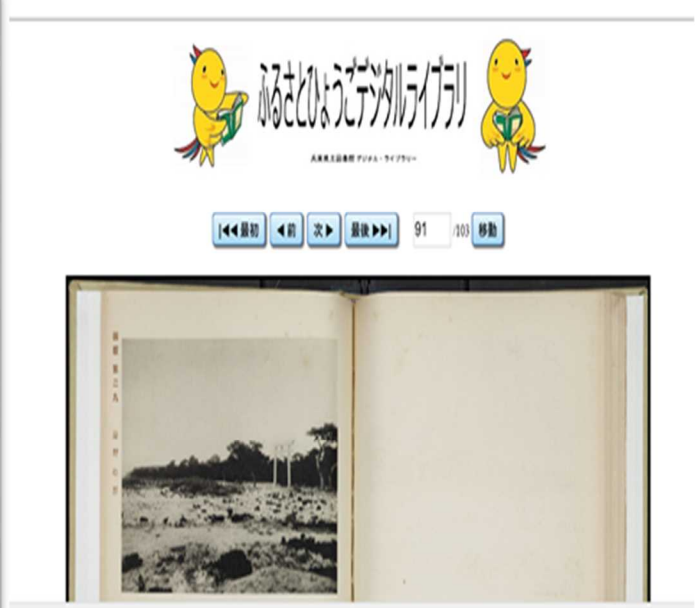 ふるさとひょうごデジタルライブラリ
兵庫県立図書館 デジタル・ライブラリー
|◀◀最初 ◀前 次▶ 最後▶▶| 91 /103 移動